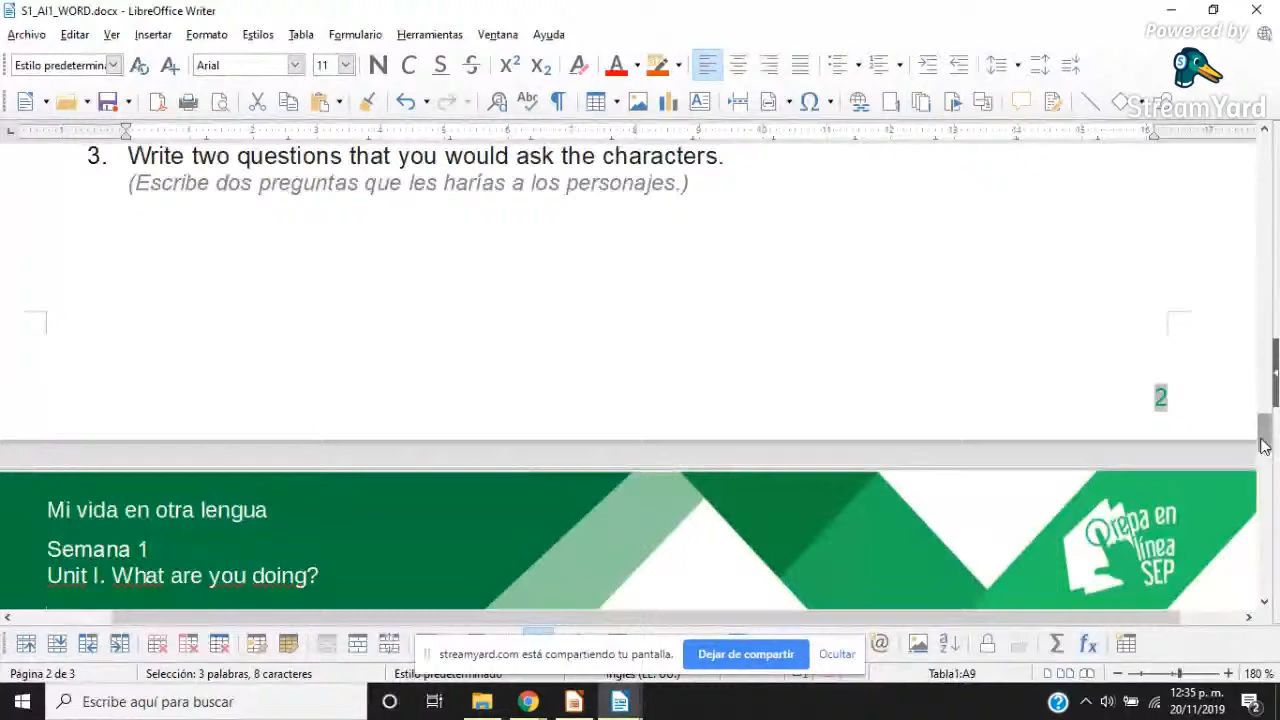 S1_AI1_WORD.docx - LibreOffice Writer
Powered by
StreamYard
Archivo Editar Ver Insertar Formato Estilos Tabla Formulario Herramientas Ventana Ayuda
Arial 11
3. Write two questions that you would ask the characters.
(Escribe dos preguntas que les harías a los personajes.)
2
Mi vida en otra lengua
Semana 1
Unit I. What are you doing?
Prepa en
línea
SEP
streamyard.com está compartiendo tu pantalla. Dejar de compartir Ocultar
Página 2 de 3 Selección: 3 palabras, 8 caracteres Estilo predeterminado Tabla1:A9 180 %
Escribe aquí para buscar
12:35 p. m.
20/11/2019